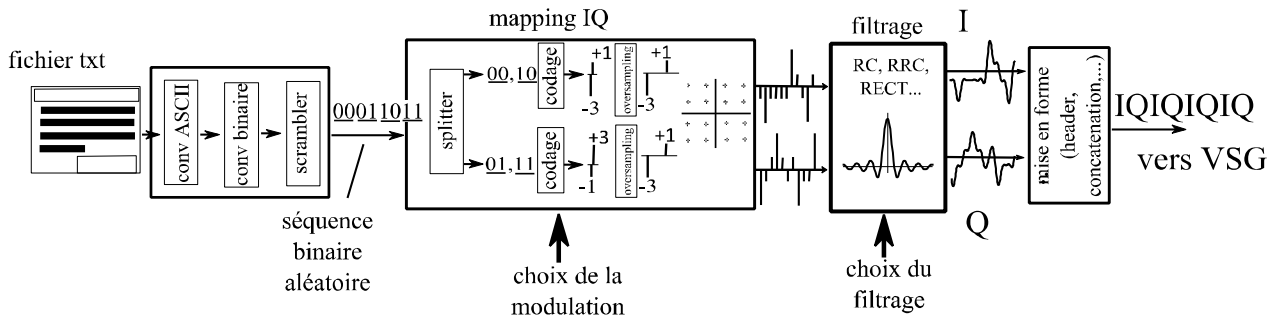 fichier txt
conv ASCII
conv binaire
scrambler
00011011
séquence
binaire
aléatoire
mapping IQ
splitter
00,10
codage
+1
-3
oversampling
+1
-3
01,11
codage
+3
-1
oversampling
+1
-3
choix de la
modulation
filtrage
RC, RRC,
RECT...
choix du
filtrage
I
Q
mise en forme
(header,
concatenation,...)
IQIQIQIQ
vers VSG